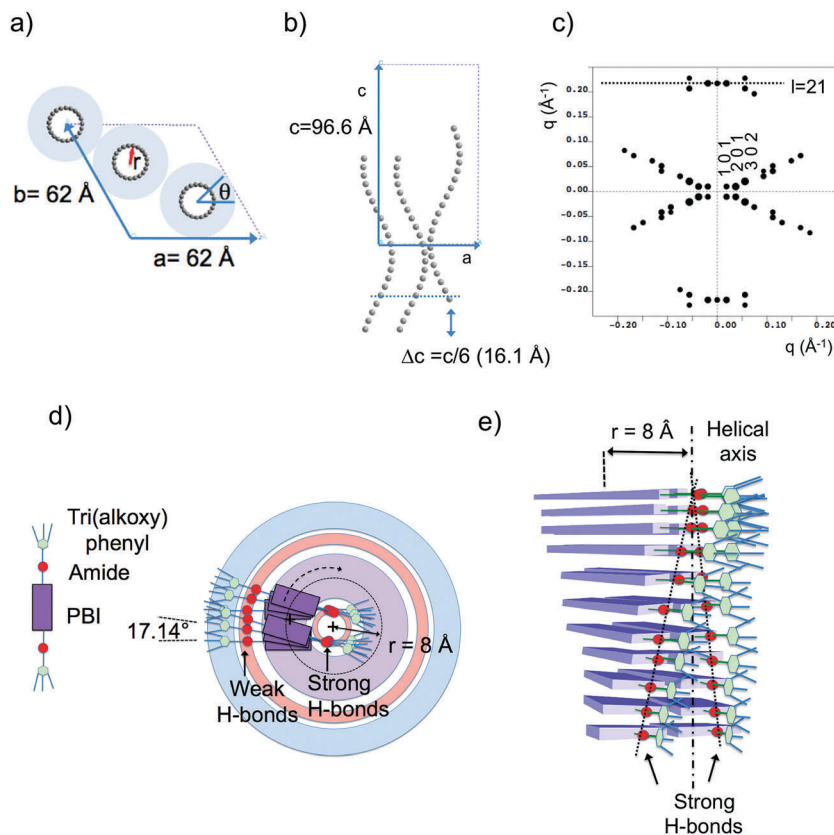 a)
r
θ
b= 62 Å
a= 62 Å
b)
c
c=96.6 Å
a
Δc =c/6 (16.1 Å)
c)
q (Å-1)
0.20
0.15
0.10
0.05
0.00
-0.05
-0.10
-0.15
-0.20
l=21
1 0 1
2 0 1
3 0 2
-0.20
-0.10
0.00
0.10
0.20
q (Å-1)
d)
Tri(alkoxy)
phenyl
Amide
PBI
17.14°
+
+
r = 8 Å
Weak
H-bonds
Strong
H-bonds
e)
r = 8 Å
Helical
axis
Strong
H-bonds